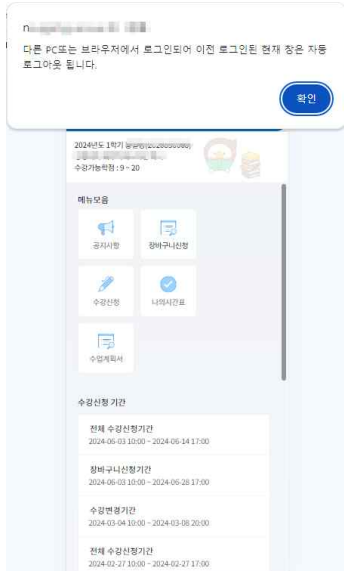 다른 PC또는 브라우저에서 로그인되어 이전 로그인된 현재 창은 자동
로그아웃 됩니다.
확인
2024년도 1학기
수강가능학점 : 9 ~ 20
메뉴모음
공지사항
장바구니신청
수강신청
나의시간표
수업계획서
수강신청 기간
전체 수강신청기간
2024-06-03 10:00 ~ 2024-06-14 17:00
장바구니신청기간
2024-06-03 10:00 ~ 2024-06-28 17:00
수강변경기간
2024-03-04 10:00 ~ 2024-03-08 20:00
전체 수강신청기간
2024-02-27 10:00 ~ 2024-02-27 17:00